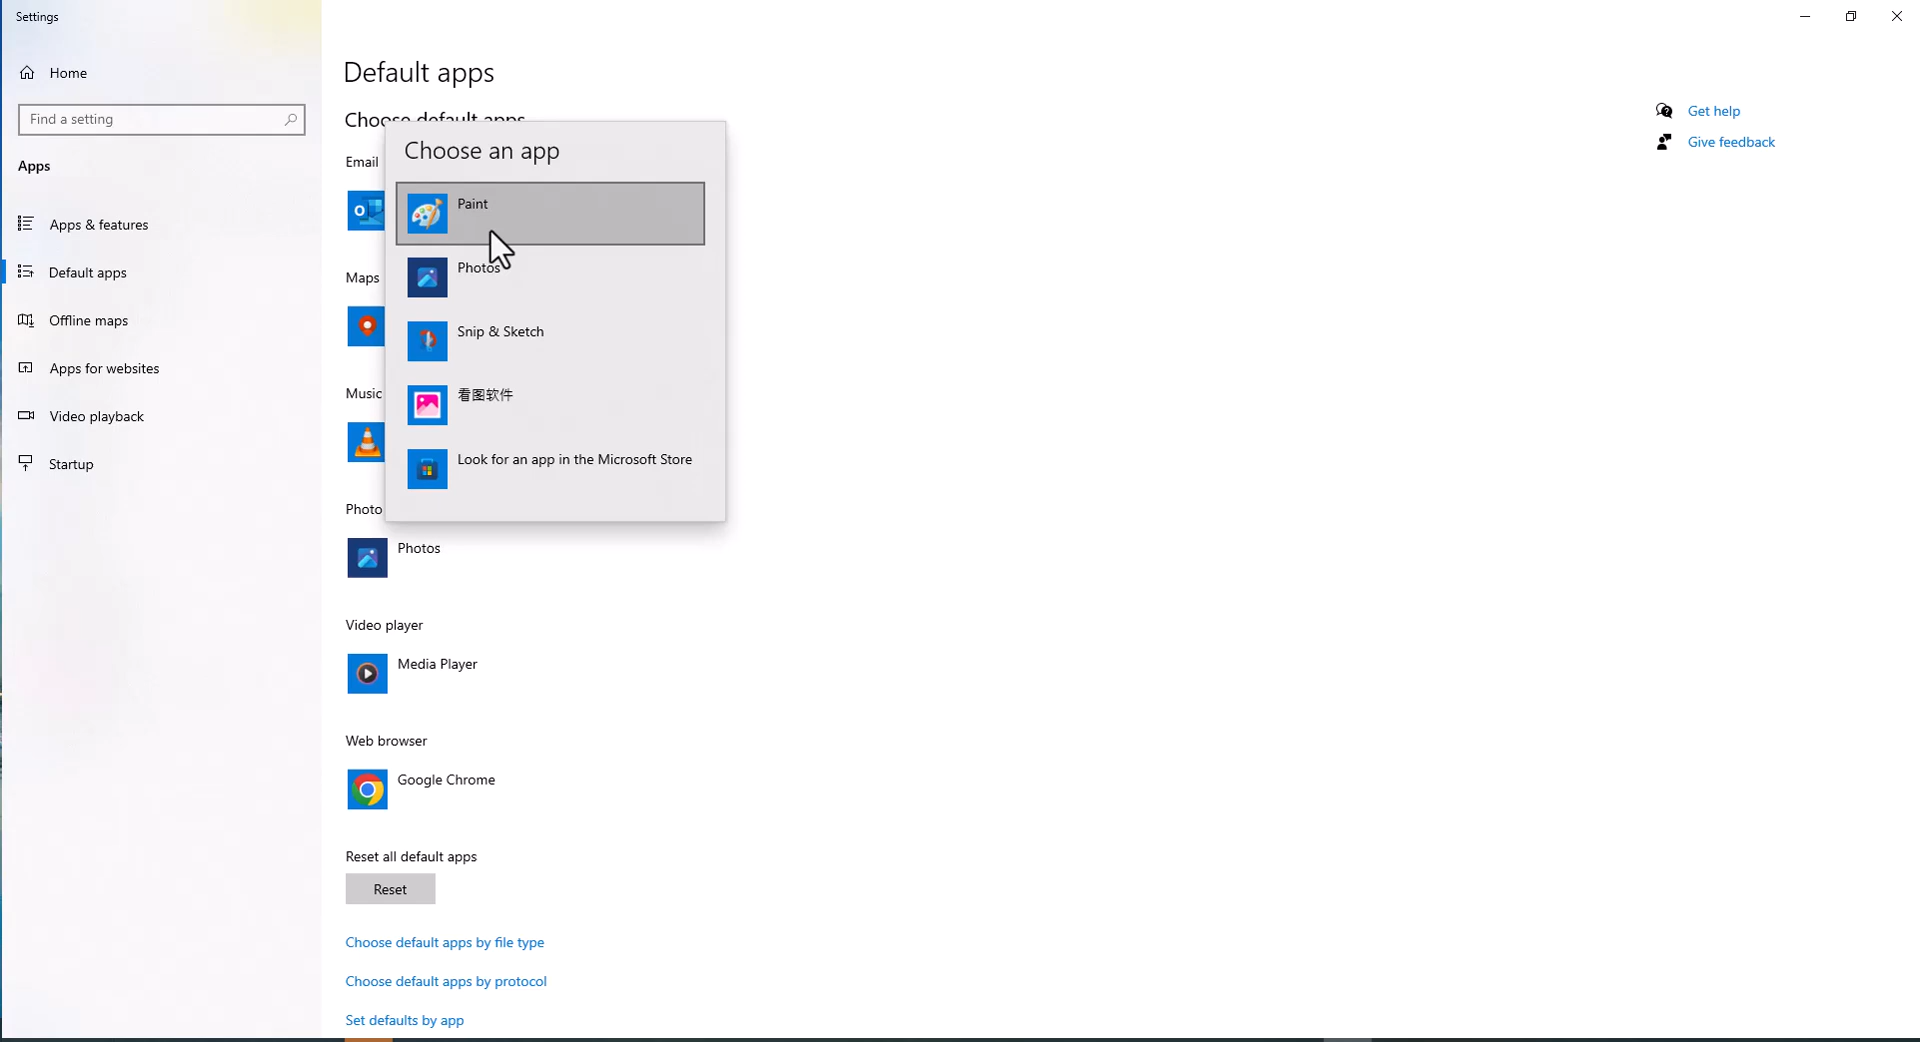 Settings
Home
Find a setting
Apps
Apps & features
Default apps
Offline maps
Apps for websites
Video playback
Startup
Default apps
Choose default apps
Email
Maps
Music
Photo
Choose an app
Paint
Photos
Snip & Sketch
看图软件
Look for an app in the Microsoft Store
Photos
Video player
Media Player
Web browser
Google Chrome
Reset all default apps
Reset
Choose default apps by file type
Choose default apps by protocol
Set defaults by app
Get help
Give feedback